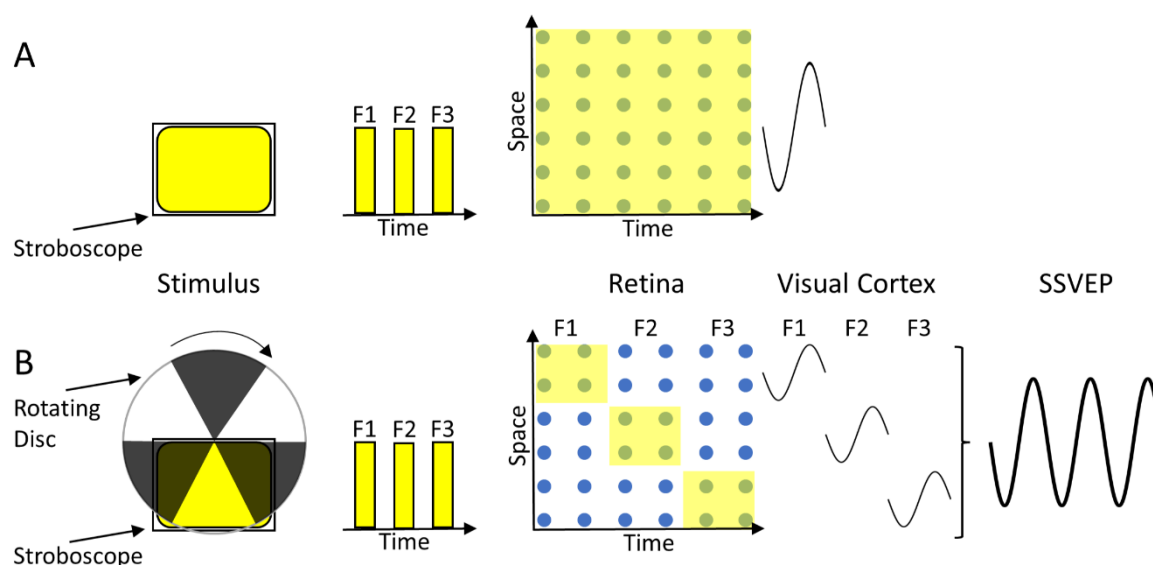 A
F1 F2 F3
Space
Time
Time
Stroboscope
Stimulus
Retina
Visual Cortex
SSVEP
B
F1 F2 F3
F1 F2 F3
Rotating
Disc
F1 F2 F3
Space
Time
Time
Stroboscope